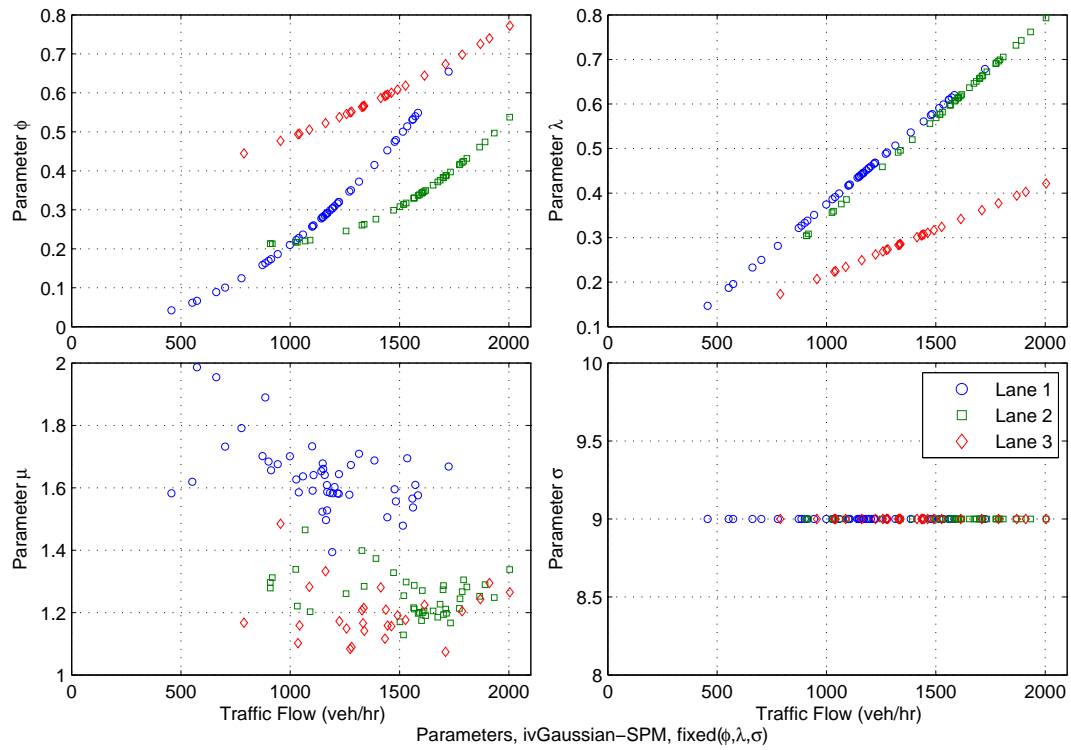 0.8
0.7
0.6
0.5
0.4
0.3
0.2
0.1
0
Parameter ϕ
0 500 1000 1500 2000
0.8
0.7
0.6
0.5
0.4
0.3
0.2
0.1
Parameter λ
0 500 1000 1500 2000
2
1.8
1.6
1.4
1.2
1
Parameter μ
0 500 1000 1500 2000
Traffic Flow (veh/hr)
10
9.5
9
8.5
8
Parameter σ
Lane 1
Lane 2
Lane 3
0 500 1000 1500 2000
Traffic Flow (veh/hr)
Parameters, ivGaussian−SPM, fixed(ϕ,λ,σ)